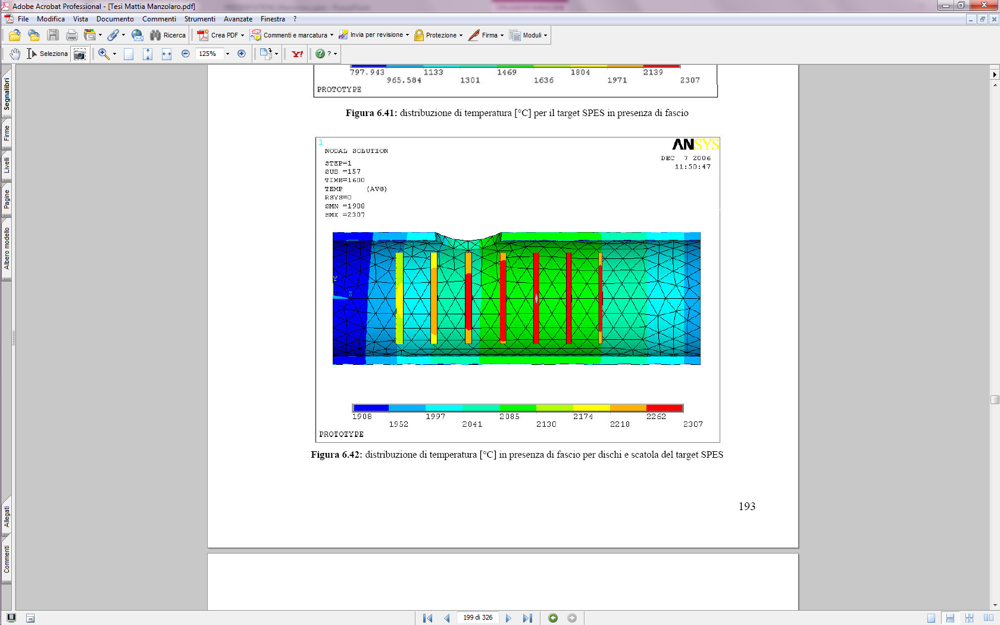 Adobe Acrobat Professional - [Tesi Mattia Manzolaro.pdf]
File Modifica Vista Documento Commenti Strumenti Avanzate Finestra ?
Ricerca Crea PDF Commenti e marcatura Invia per revisione Protezione Firma Moduli
Seleziona 125% Y! ? ?
Segnalibri
Firme
Livelli
Pagine
Albero modello
Allegati
Commenti
797.943 1133 1469 1804 2139
965.584 1301 1636 1971 2307
PROTOTYPE
Figura 6.41: distribuzione di temperatura [°C] per il target SPES in presenza di fascio
1
ANSYS
NODAL SOLUTION
DEC 7 2006
11:50:47
STEP=1
SUB =157
TIME=1600
TEMP (AVG)
RSYS=0
SMN =1908
SMX =2307
Y
Z
1908 1997 2085 2174 2262
1952 2041 2130 2218 2307
PROTOTYPE
Figura 6.42: distribuzione di temperatura [°C] in presenza di fascio per dischi e scatola del target SPES
193
199 di 326